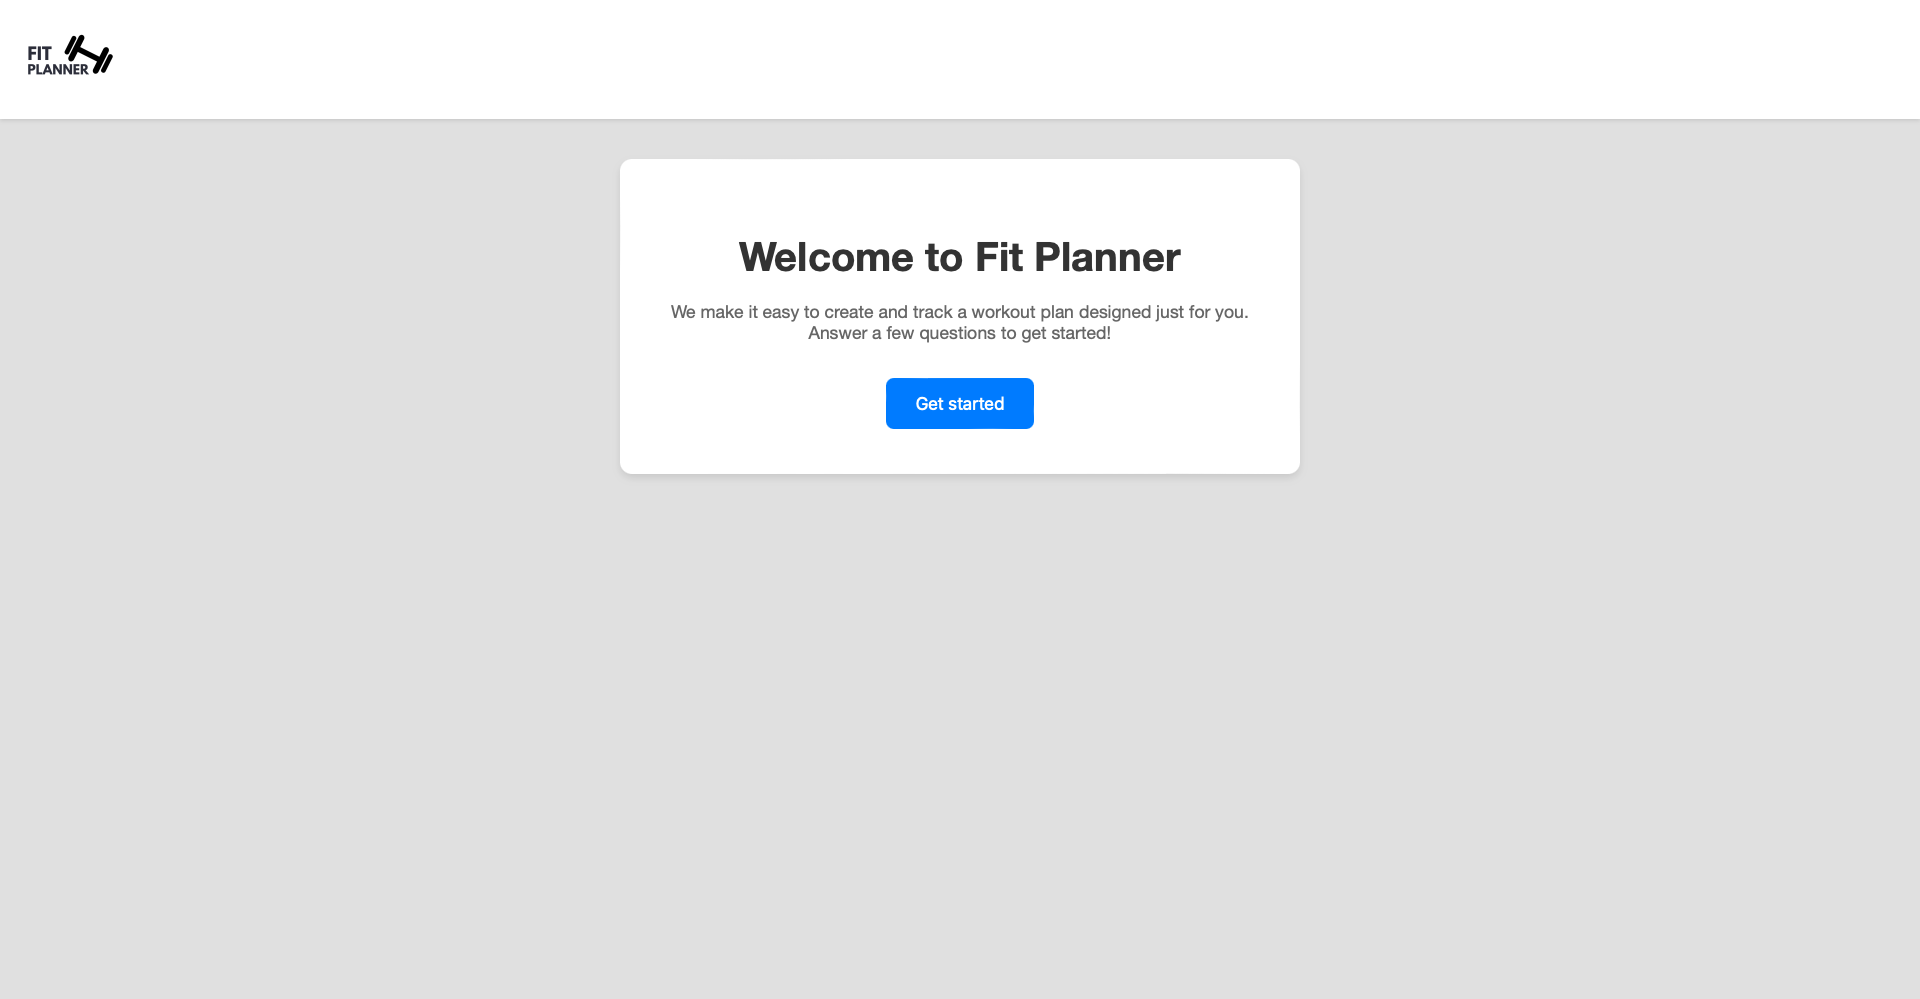 FIT
PLANNER
Welcome to Fit Planner
We make it easy to create and track a workout plan designed just for you.
Answer a few questions to get started!
Get started